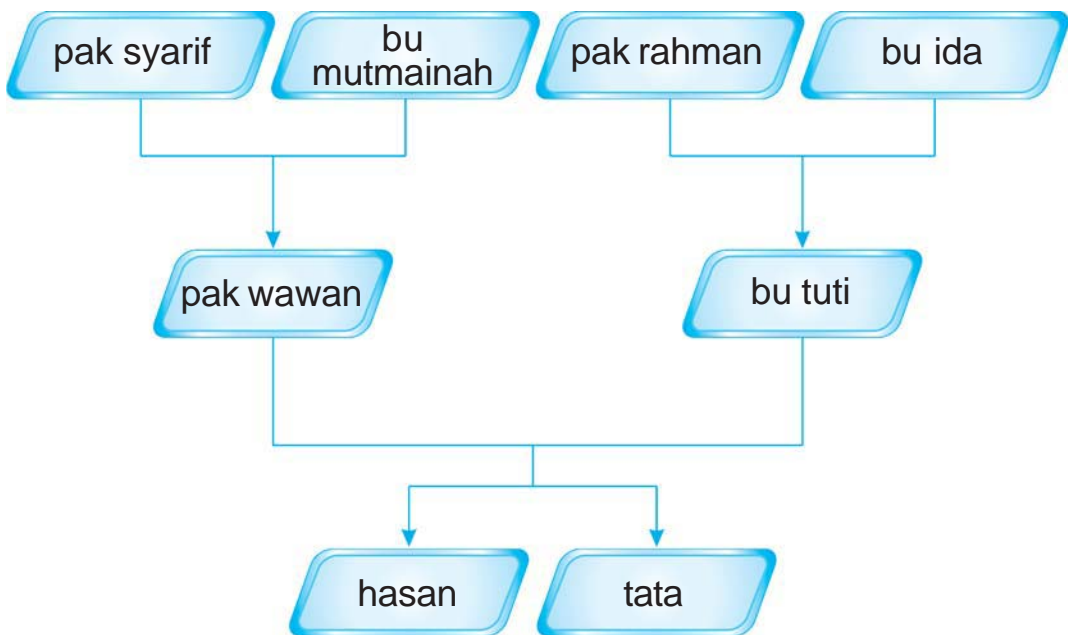 pak syarif
bu
mutmainah
pak rahman
bu ida
pak wawan
bu tuti
hasan
tata